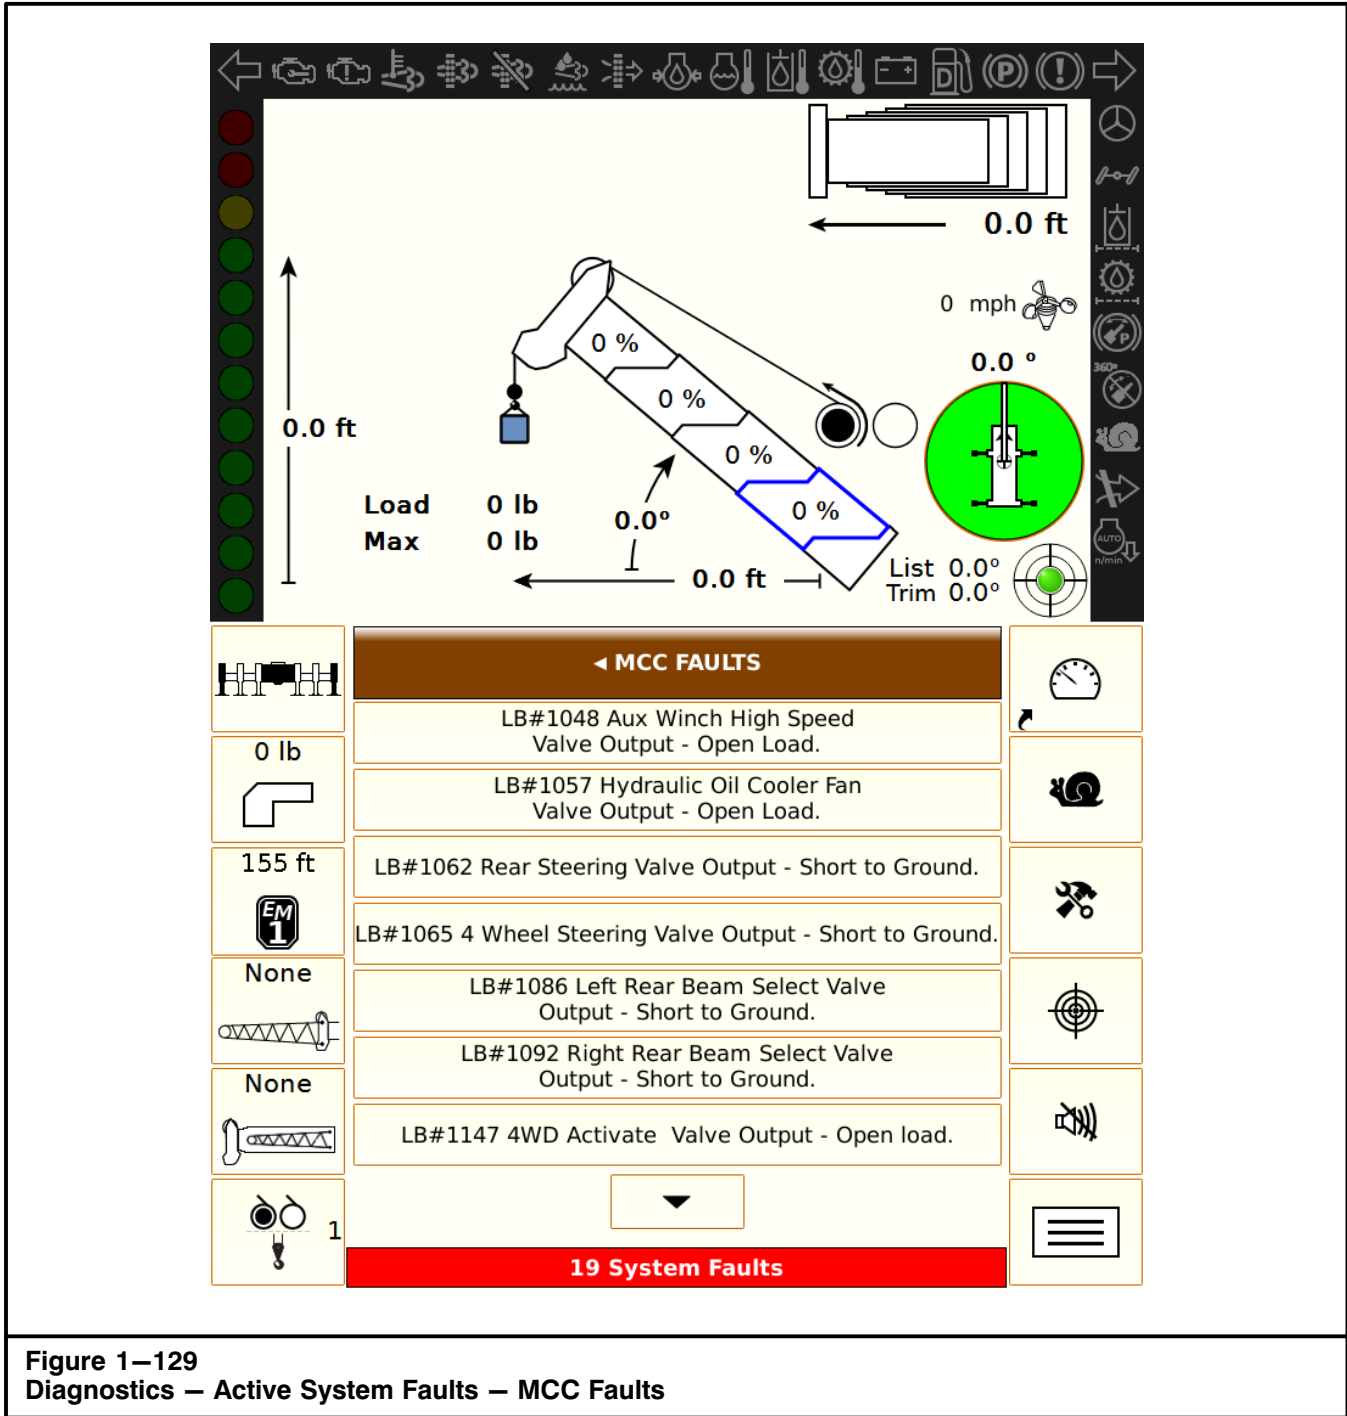 D
P
0.0 ft
0 mph
P
0.0 º
360º
0 %
0 %
0.0 ft
0 %
Load 0 lb
0 %
0.0º
Max 0 lb
AUTO
n/min
0.0 ft
List 0.0º
Trim 0.0º
◄ MCC FAULTS
LB#1048 Aux Winch High Speed
Valve Output - Open Load.
0 lb
LB#1057 Hydraulic Oil Cooler Fan
Valve Output - Open Load.
155 ft
EM
1
LB#1062 Rear Steering Valve Output - Short to Ground.
LB#1065 4 Wheel Steering Valve Output - Short to Ground.
None
LB#1086 Left Rear Beam Select Valve
Output - Short to Ground.
LB#1092 Right Rear Beam Select Valve
Output - Short to Ground.
None
LB#1147 4WD Activate  Valve Output - Open load.
1
19 System Faults
Figure 1—129
Diagnostics — Active System Faults — MCC Faults